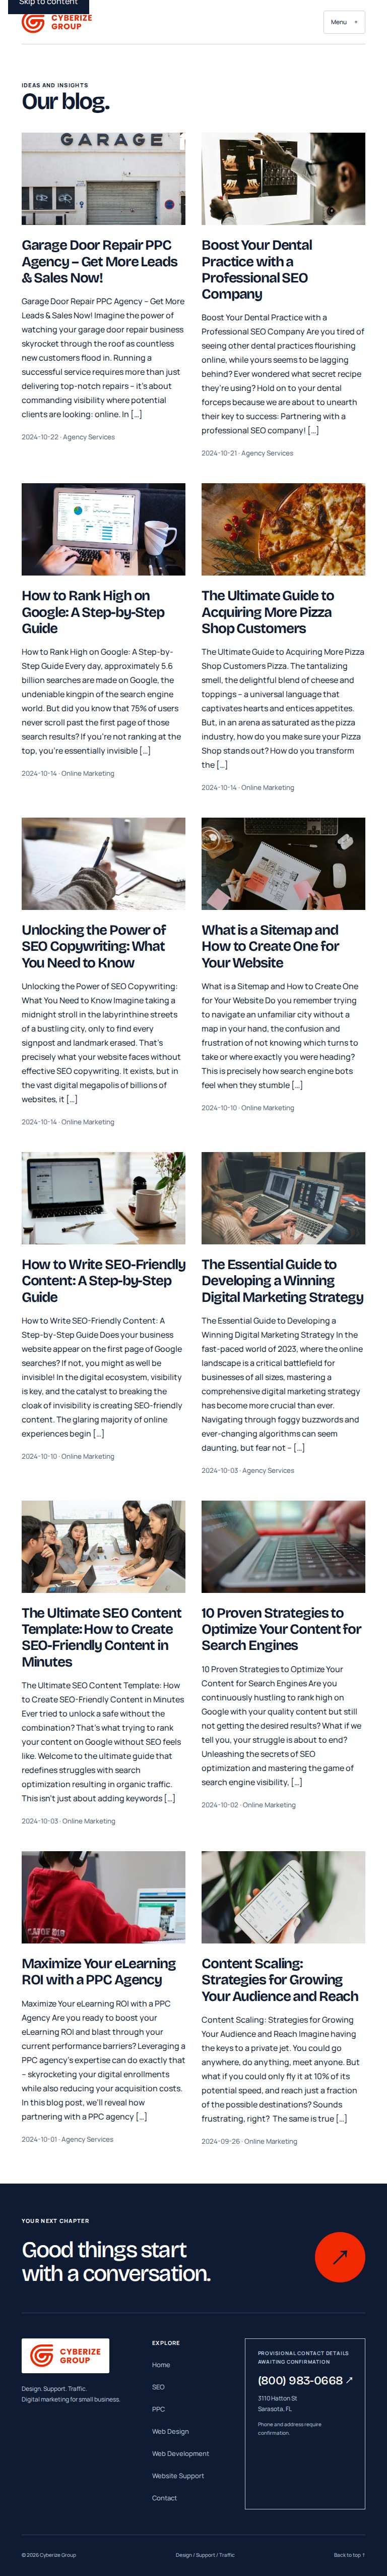 Skip to content
CYBERIZE
GROUP
Menu +
IDEAS AND INSIGHTS
Our blog.
GARAGE
Garage Door Repair PPC
Agency – Get More Leads
& Sales Now!
Garage Door Repair PPC Agency – Get More
Leads & Sales Now! Imagine the power of
watching your garage door repair business
skyrocket through the roof as countless
new customers flood in. Running a
successful service requires more than just
delivering top-notch repairs – it's about
commanding visibility where potential
clients are looking: online. In [...]
2024-10-22 · Agency Services
Boost Your Dental
Practice with a
Professional SEO
Company
Boost Your Dental Practice with a
Professional SEO Company Are you tired of
seeing other dental practices flourishing
online, while yours seems to be lagging
behind? Ever wondered what secret recipe
they're using? Hold on to your dental
forceps because we are about to unearth
their key to success: Partnering with a
professional SEO company! [...]
2024-10-21 · Agency Services
How to Rank High on
Google: A Step-by-Step
Guide
How to Rank High on Google: A Step-by-
Step Guide Every day, approximately 5.6
billion searches are made on Google, the
undeniable kingpin of the search engine
world. But did you know that 75% of users
never scroll past the first page of those
search results? If you're not ranking at the
top, you're essentially invisible [...]
2024-10-14 · Online Marketing
The Ultimate Guide to
Acquiring More Pizza
Shop Customers
The Ultimate Guide to Acquiring More Pizza
Shop Customers Pizza. The tantalizing
smell, the delightful blend of cheese and
toppings – a universal language that
captivates hearts and entices appetites.
But, in an arena as saturated as the pizza
industry, how do you make sure your Pizza
Shop stands out? How do you transform
the [...]
2024-10-14 · Online Marketing
Unlocking the Power of
SEO Copywriting: What
You Need to Know
Unlocking the Power of SEO Copywriting:
What You Need to Know Imagine taking a
midnight stroll in the labyrinthine streets
of a bustling city, only to find every
signpost and landmark erased. That's
precisely what your website faces without
effective SEO copywriting. It exists, but in
the vast digital megapolis of billions of
websites, it [...]
2024-10-14 · Online Marketing
What is a Sitemap and
How to Create One for
Your Website
What is a Sitemap and How to Create One
for Your Website Do you remember trying
to navigate an unfamiliar city without a
map in your hand, the confusion and
frustration of not knowing which turns to
take or where exactly you were heading?
This is precisely how search engine bots
feel when they stumble [...]
2024-10-10 · Online Marketing
How to Write SEO-Friendly
Content: A Step-by-Step
Guide
How to Write SEO-Friendly Content: A
Step-by-Step Guide Does your business
website appear on the first page of Google
searches? If not, you might as well be
invisible! In the digital ecosystem, visibility
is key, and the catalyst to breaking the
cloak of invisibility is creating SEO-friendly
content. The glaring majority of online
experiences begin [...]
2024-10-10 · Online Marketing
The Essential Guide to
Developing a Winning
Digital Marketing Strategy
The Essential Guide to Developing a
Winning Digital Marketing Strategy In the
fast-paced world of 2023, where the online
landscape is a critical battlefield for
businesses of all sizes, mastering a
comprehensive digital marketing strategy
has become more crucial than ever.
Navigating through foggy buzzwords and
ever-changing algorithms can seem
daunting, but fear not – [...]
2024-10-03 · Agency Services
The Ultimate SEO Content
Template: How to Create
SEO-Friendly Content in
Minutes
The Ultimate SEO Content Template: How
to Create SEO-Friendly Content in Minutes
Ever tried to unlock a safe without the
combination? That's what trying to rank
your content on Google without SEO feels
like. Welcome to the ultimate guide that
redefines struggles with search
optimization resulting in organic traffic.
This isn't just about adding keywords [...]
2024-10-03 · Online Marketing
10 Proven Strategies to
Optimize Your Content for
Search Engines
10 Proven Strategies to Optimize Your
Content for Search Engines Are you
continuously hustling to rank high on
Google with your quality content but still
not getting the desired results? What if we
tell you, your struggle is about to end?
Unleashing the secrets of SEO
optimization and mastering the game of
search engine visibility, [...]
2024-10-02 · Online Marketing
Maximize Your eLearning
ROI with a PPC Agency
Maximize Your eLearning ROI with a PPC
Agency Are you ready to boost your
eLearning ROI and blast through your
current performance barriers? Leveraging a
PPC agency's expertise can do exactly that
– skyrocketing your digital enrollments
while also reducing your acquisition costs.
In this blog post, we'll reveal how
partnering with a PPC agency [...]
2024-10-01 · Agency Services
Content Scaling:
Strategies for Growing
Your Audience and Reach
Content Scaling: Strategies for Growing
Your Audience and Reach Imagine having
the keys to a private jet. You could go
anywhere, do anything, meet anyone. But
what if you could only fly it at 10% of its
potential speed, and reach just a fraction
of the possible destinations? Sounds
frustrating, right? The same is true [...]
2024-09-26 · Online Marketing
YOUR NEXT CHAPTER
Good things start
with a conversation.
↗
CYBERIZE
GROUP
Design. Support. Traffic.
Digital marketing for small business.
EXPLORE
Home
SEO
PPC
Web Design
Web Development
Website Support
Contact
PROVISIONAL CONTACT DETAILS
AWAITING CONFIRMATION
(800) 983-0668 ↗
3110 Hatton St
Sarasota, FL
Phone and address require
confirmation.
© 2026 Cyberize Group
Design / Support / Traffic
Back to top ↑